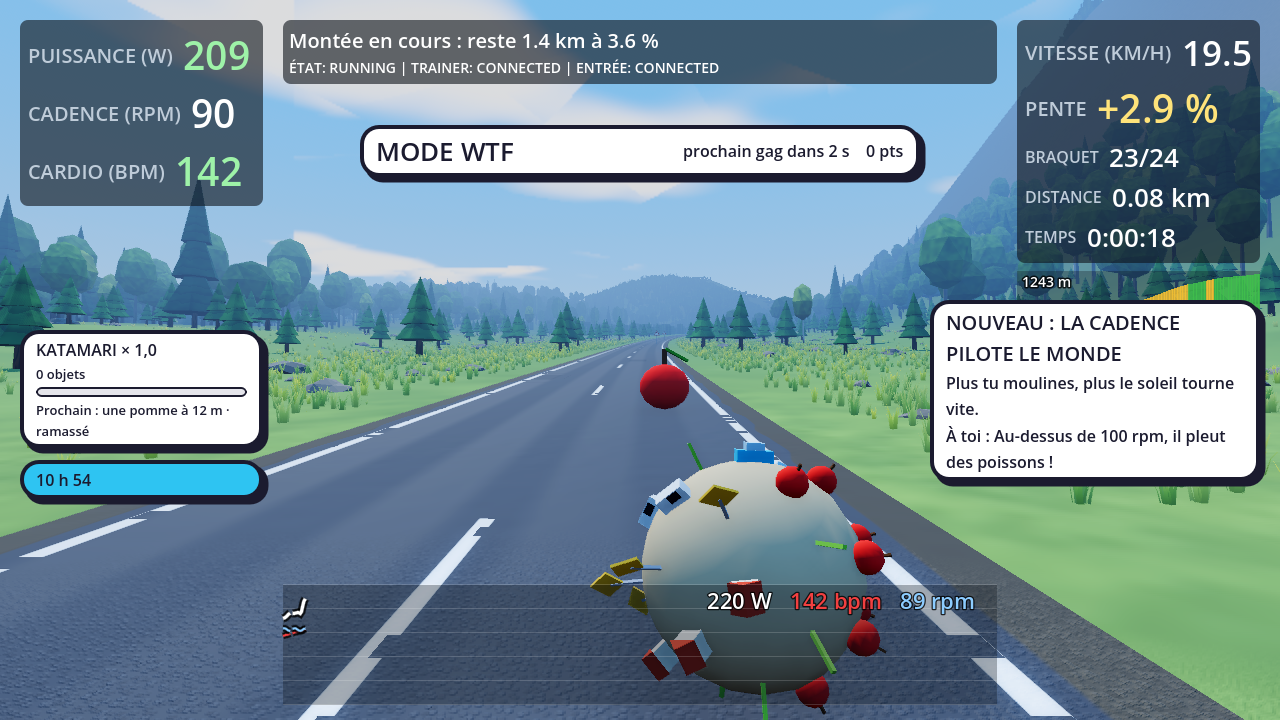 PUISSANCE (W) 209
CADENCE (RPM) 90
CARDIO (BPM) 142
Montée en cours : reste 1.4 km à 3.6 %
ÉTAT: RUNNING | TRAINER: CONNECTED | ENTRÉE: CONNECTED
MODE WTF prochain gag dans 2 s 0 pts
VITESSE (KM/H) 19.5
PENTE +2.9 %
BRAQUET 23/24
DISTANCE 0.08 km
TEMPS 0:00:18
1243 m
KATAMARI × 1,0
0 objets
Prochain : une pomme à 12 m ·
ramassé
10 h 54
NOUVEAU : LA CADENCE
PILOTE LE MONDE
Plus tu moulines, plus le soleil tourne
vite.
À toi : Au-dessus de 100 rpm, il pleut
des poissons !
220 W 142 bpm 89 rpm